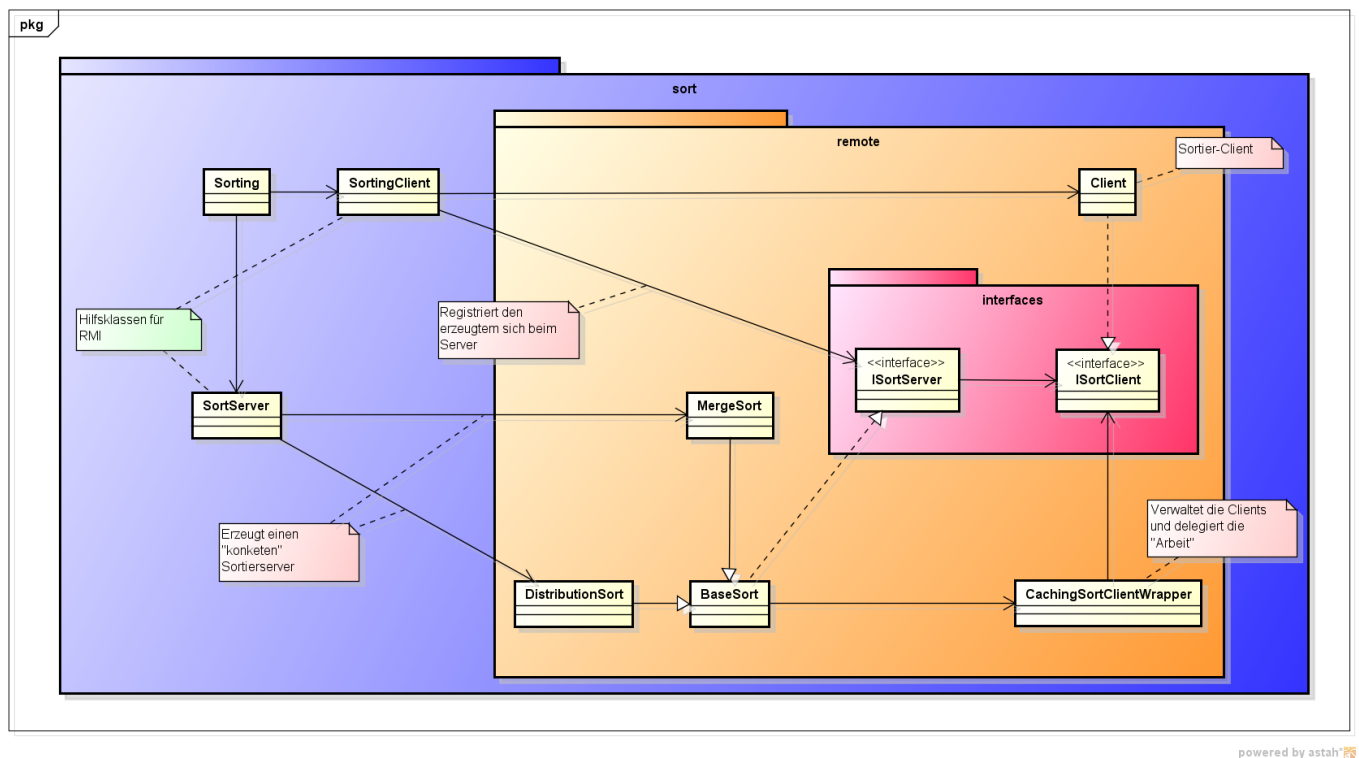 pkg
sort
remote
Sortier-Client
Sorting
SortingClient
Client
interfaces
Hilfsklassen für
RMI
Registriert den
erzeugtem sich beim
Server
<<interface>>
ISortServer
<<interface>>
ISortClient
SortServer
MergeSort
Erzeugt einen
"konketen"
Sortierserver
Verwaltet die Clients
und delegiert die
"Arbeit"
DistributionSort
BaseSort
CachingSortClientWrapper
powered by astah*